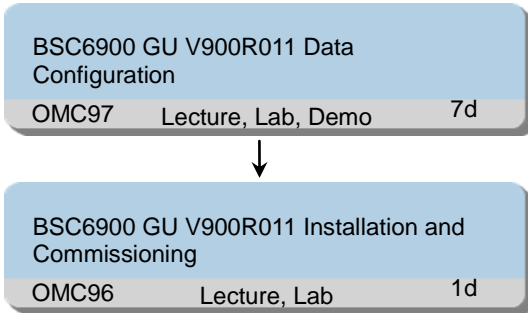 BSC6900 GU V900R011 Data
Configuration
OMC97 Lecture, Lab, Demo 7d
BSC6900 GU V900R011 Installation and
Commissioning
OMC96 Lecture, Lab 1d